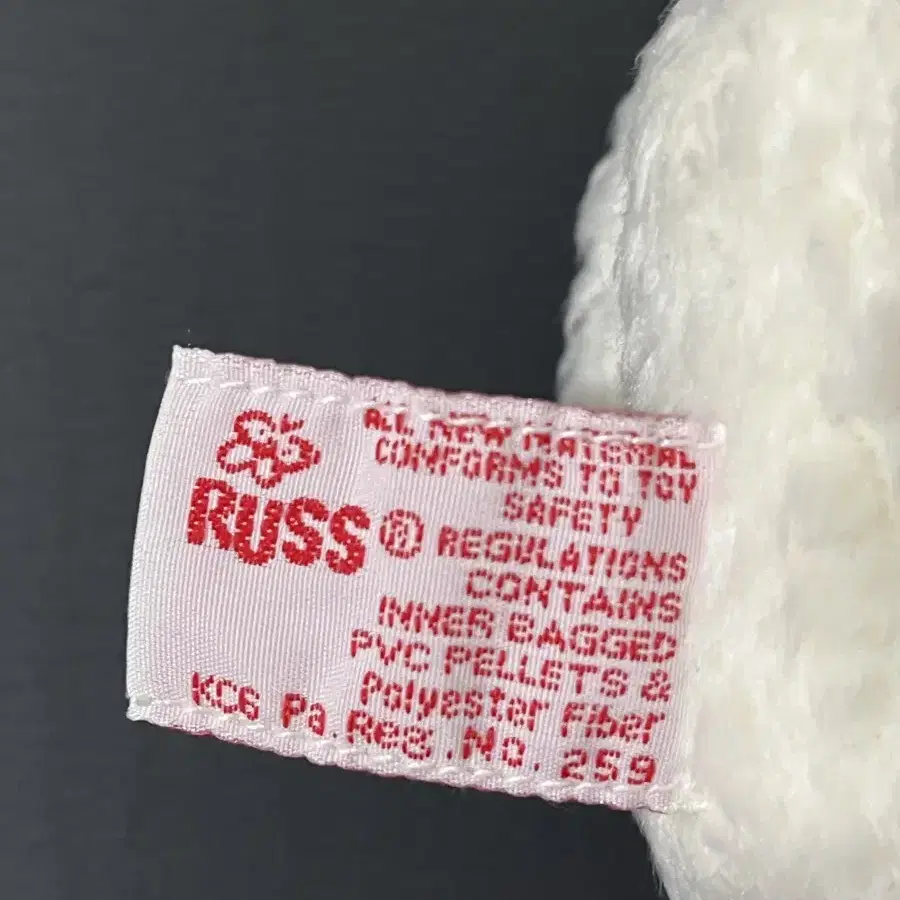 ALL NEW MATERIAL
CONFORMS TO TOY
SAFETY
RUSS ® REGULATIONS
CONTAINS
INNER BAGGED
PVC PELLETS &
Polyester Fiber
KC6 Pa.Reg.No. 259